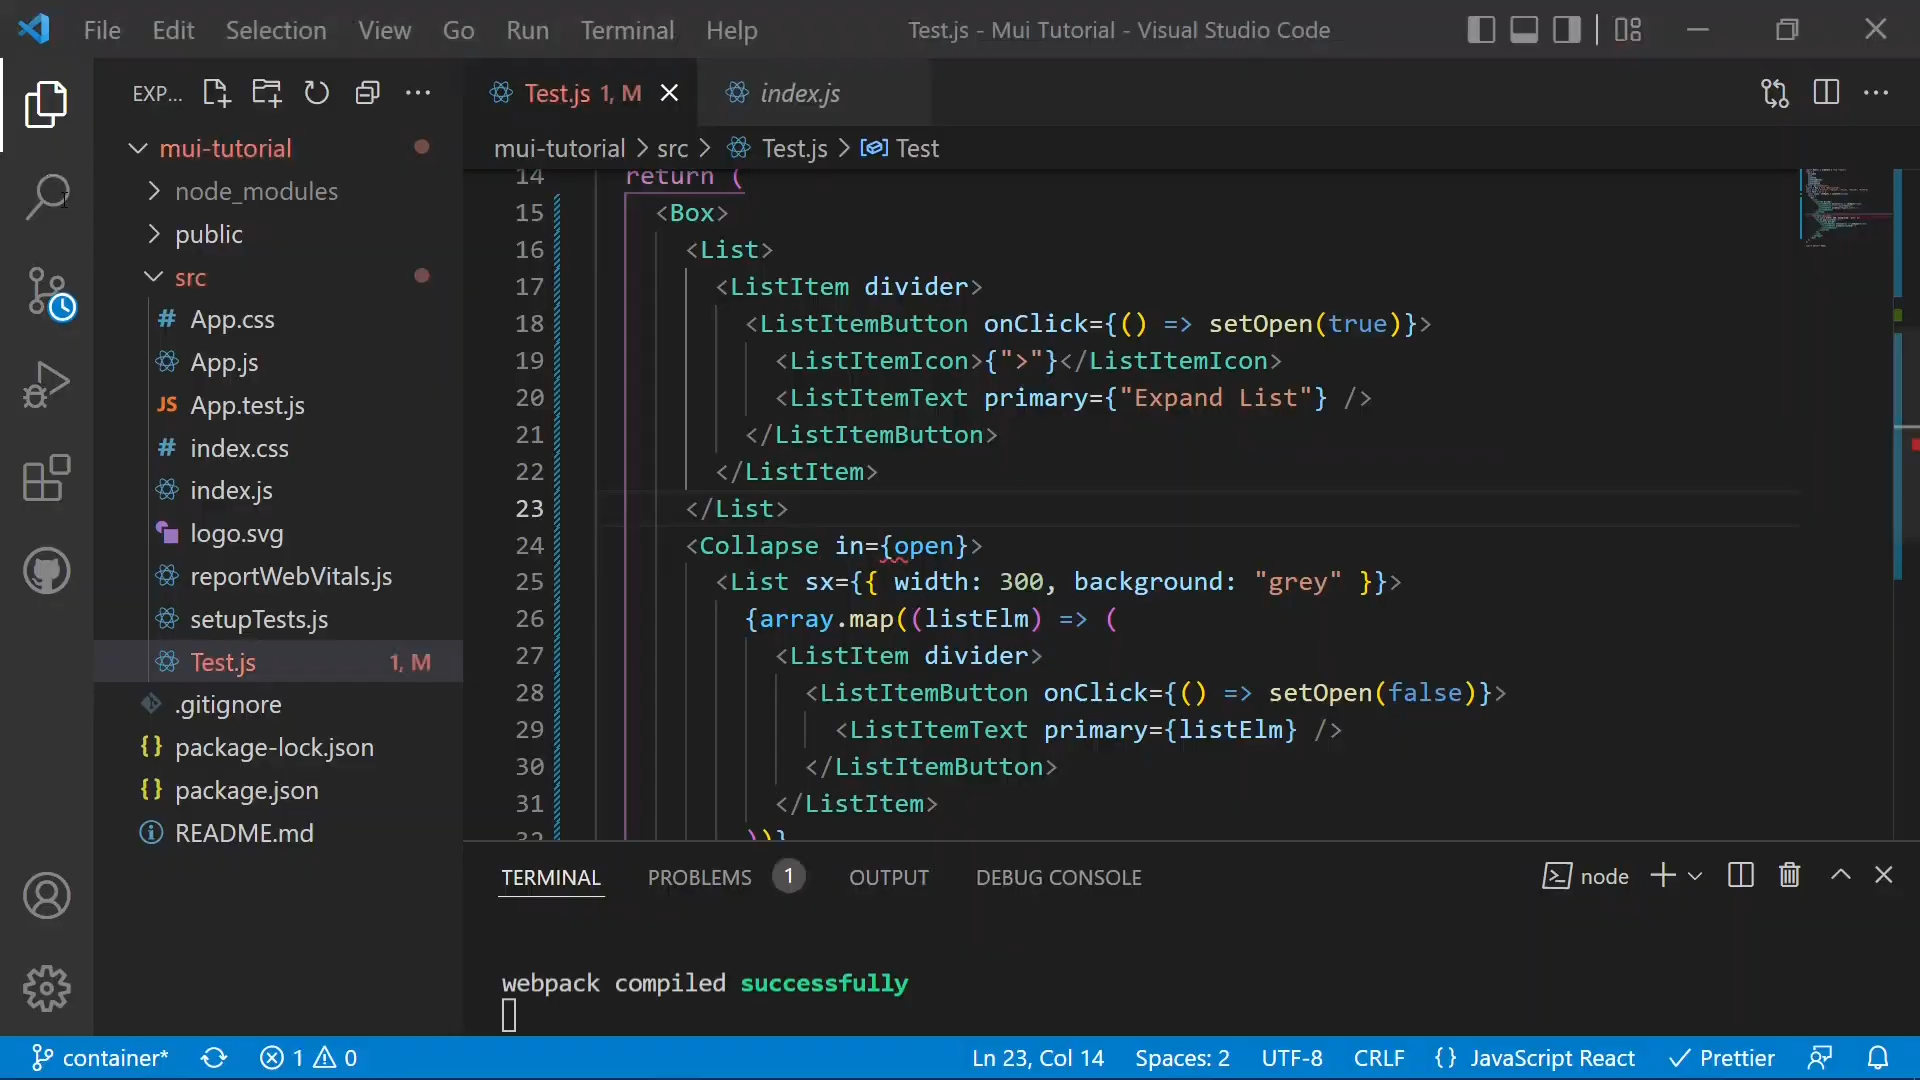 File Edit Selection View Go Run Terminal Help Test.js - Mui Tutorial - Visual Studio Code
EXP...
mui-tutorial
node_modules
public
src
# App.css
App.js
JS App.test.js
# index.css
index.js
logo.svg
reportWebVitals.js
setupTests.js
Test.js 1, M
.gitignore
{} package-lock.json
{} package.json
README.md
Test.js 1, M index.js
mui-tutorial > src > Test.js > Test
14 return (
15 <Box>
16 <List>
17 <ListItem divider>
18 <ListItemButton onClick={() => setOpen(true)}>
19 <ListItemIcon>{">"}</ListItemIcon>
20 <ListItemText primary={"Expand List"} />
21 </ListItemButton>
22 </ListItem>
23 </List>
24 <Collapse in={open}>
25 <List sx={{ width: 300, background: "grey" }}>
26 {array.map((listElm) => (
27 <ListItem divider>
28 <ListItemButton onClick={() => setOpen(false)}>
29 <ListItemText primary={listElm} />
30 </ListItemButton>
31 </ListItem>
32 ))}
TERMINAL PROBLEMS 1 OUTPUT DEBUG CONSOLE node
webpack compiled successfully
container* 1 0 Ln 23, Col 14 Spaces: 2 UTF-8 CRLF {} JavaScript React Prettier